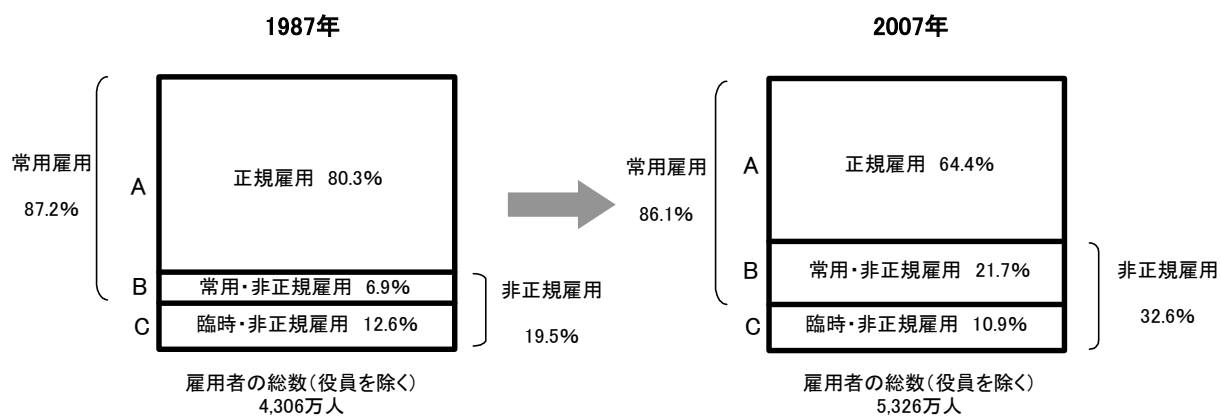 1987年
常用雇用
87.2%
A
正規雇用 80.3%
B
常用・非正規雇用 6.9%
C
臨時・非正規雇用 12.6%
非正規雇用
19.5%
雇用者の総数(役員を除く)
4,306万人
2007年
常用雇用
86.1%
A
正規雇用 64.4%
B
常用・非正規雇用 21.7%
C
臨時・非正規雇用 10.9%
非正規雇用
32.6%
雇用者の総数(役員を除く)
5,326万人